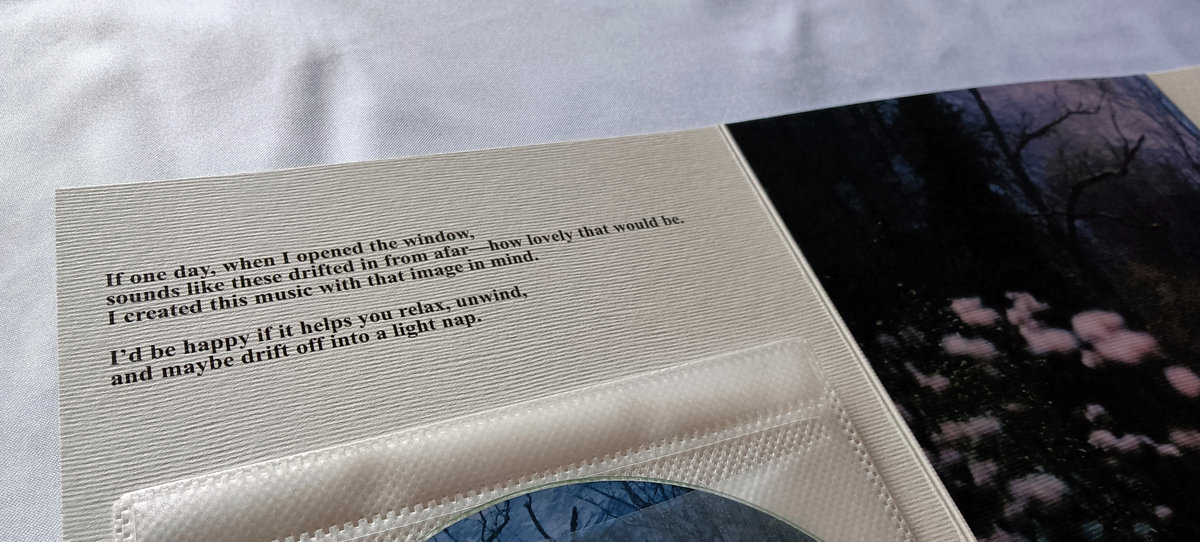 If one day, when I opened the window,
sounds like these drifted in from afar—how lovely that would be.
I created this music with that image in mind.
I'd be happy if it helps you relax, unwind,
and maybe drift off into a light nap.